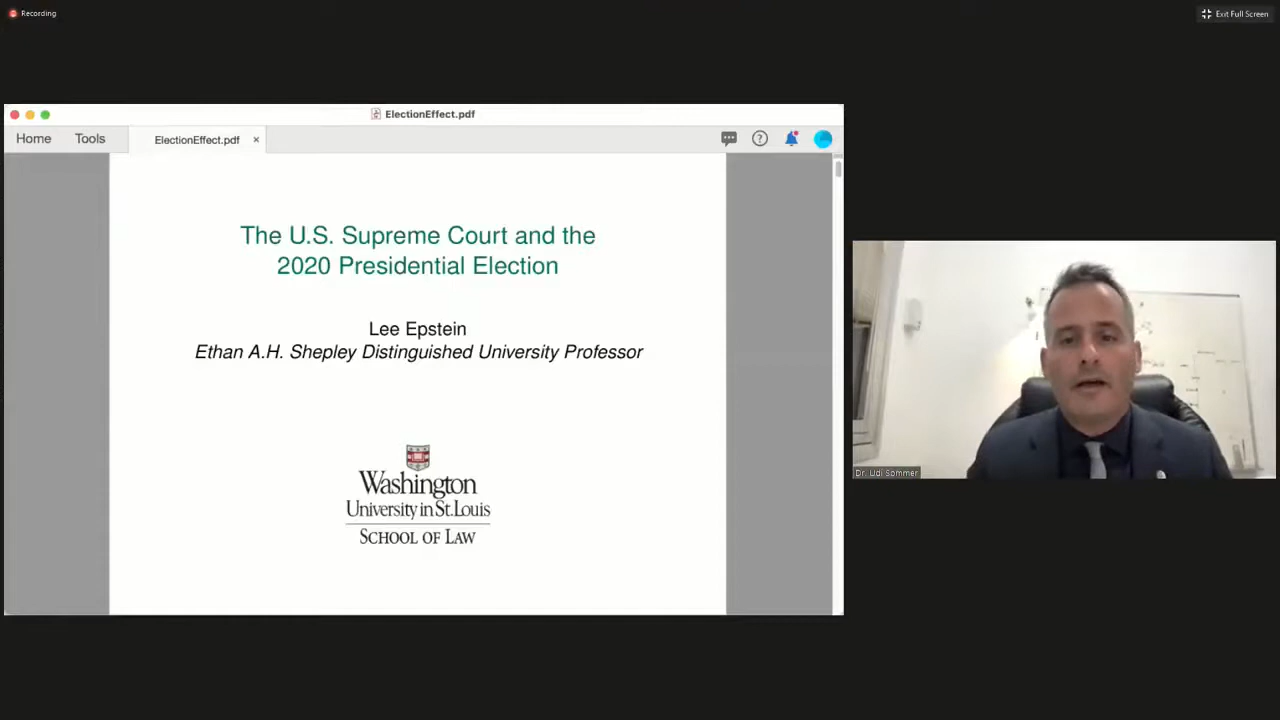 Recording
Exit Full Screen
ElectionEffect.pdf
Home
Tools
ElectionEffect.pdf
The U.S. Supreme Court and the
2020 Presidential Election
Lee Epstein
Ethan A.H. Shepley Distinguished University Professor
Washington
University in St. Louis
SCHOOL OF LAW
Dr. Udi Sommer